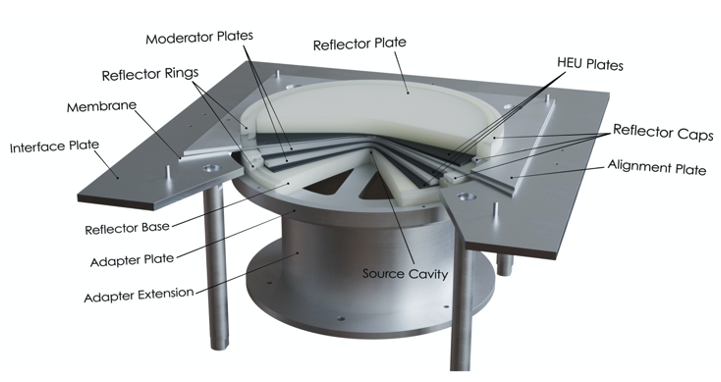 Moderator Plates
Reflector Plate
HEU Plates
Reflector Rings
Membrane
Interface Plate
Reflector Caps
Alignment Plate
Reflector Base
Adapter Plate
Adapter Extension
Source Cavity